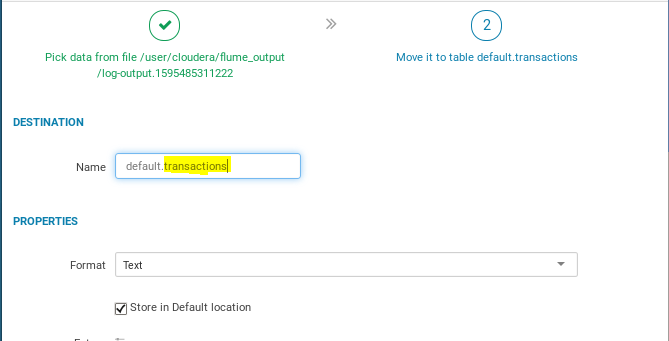 2
Pick data from file /user/cloudera/flume_output
/log-output.1595485311222
Move it to table default.transactions
DESTINATION
Name
default.transactions
PROPERTIES
Format
Text
Store in Default location